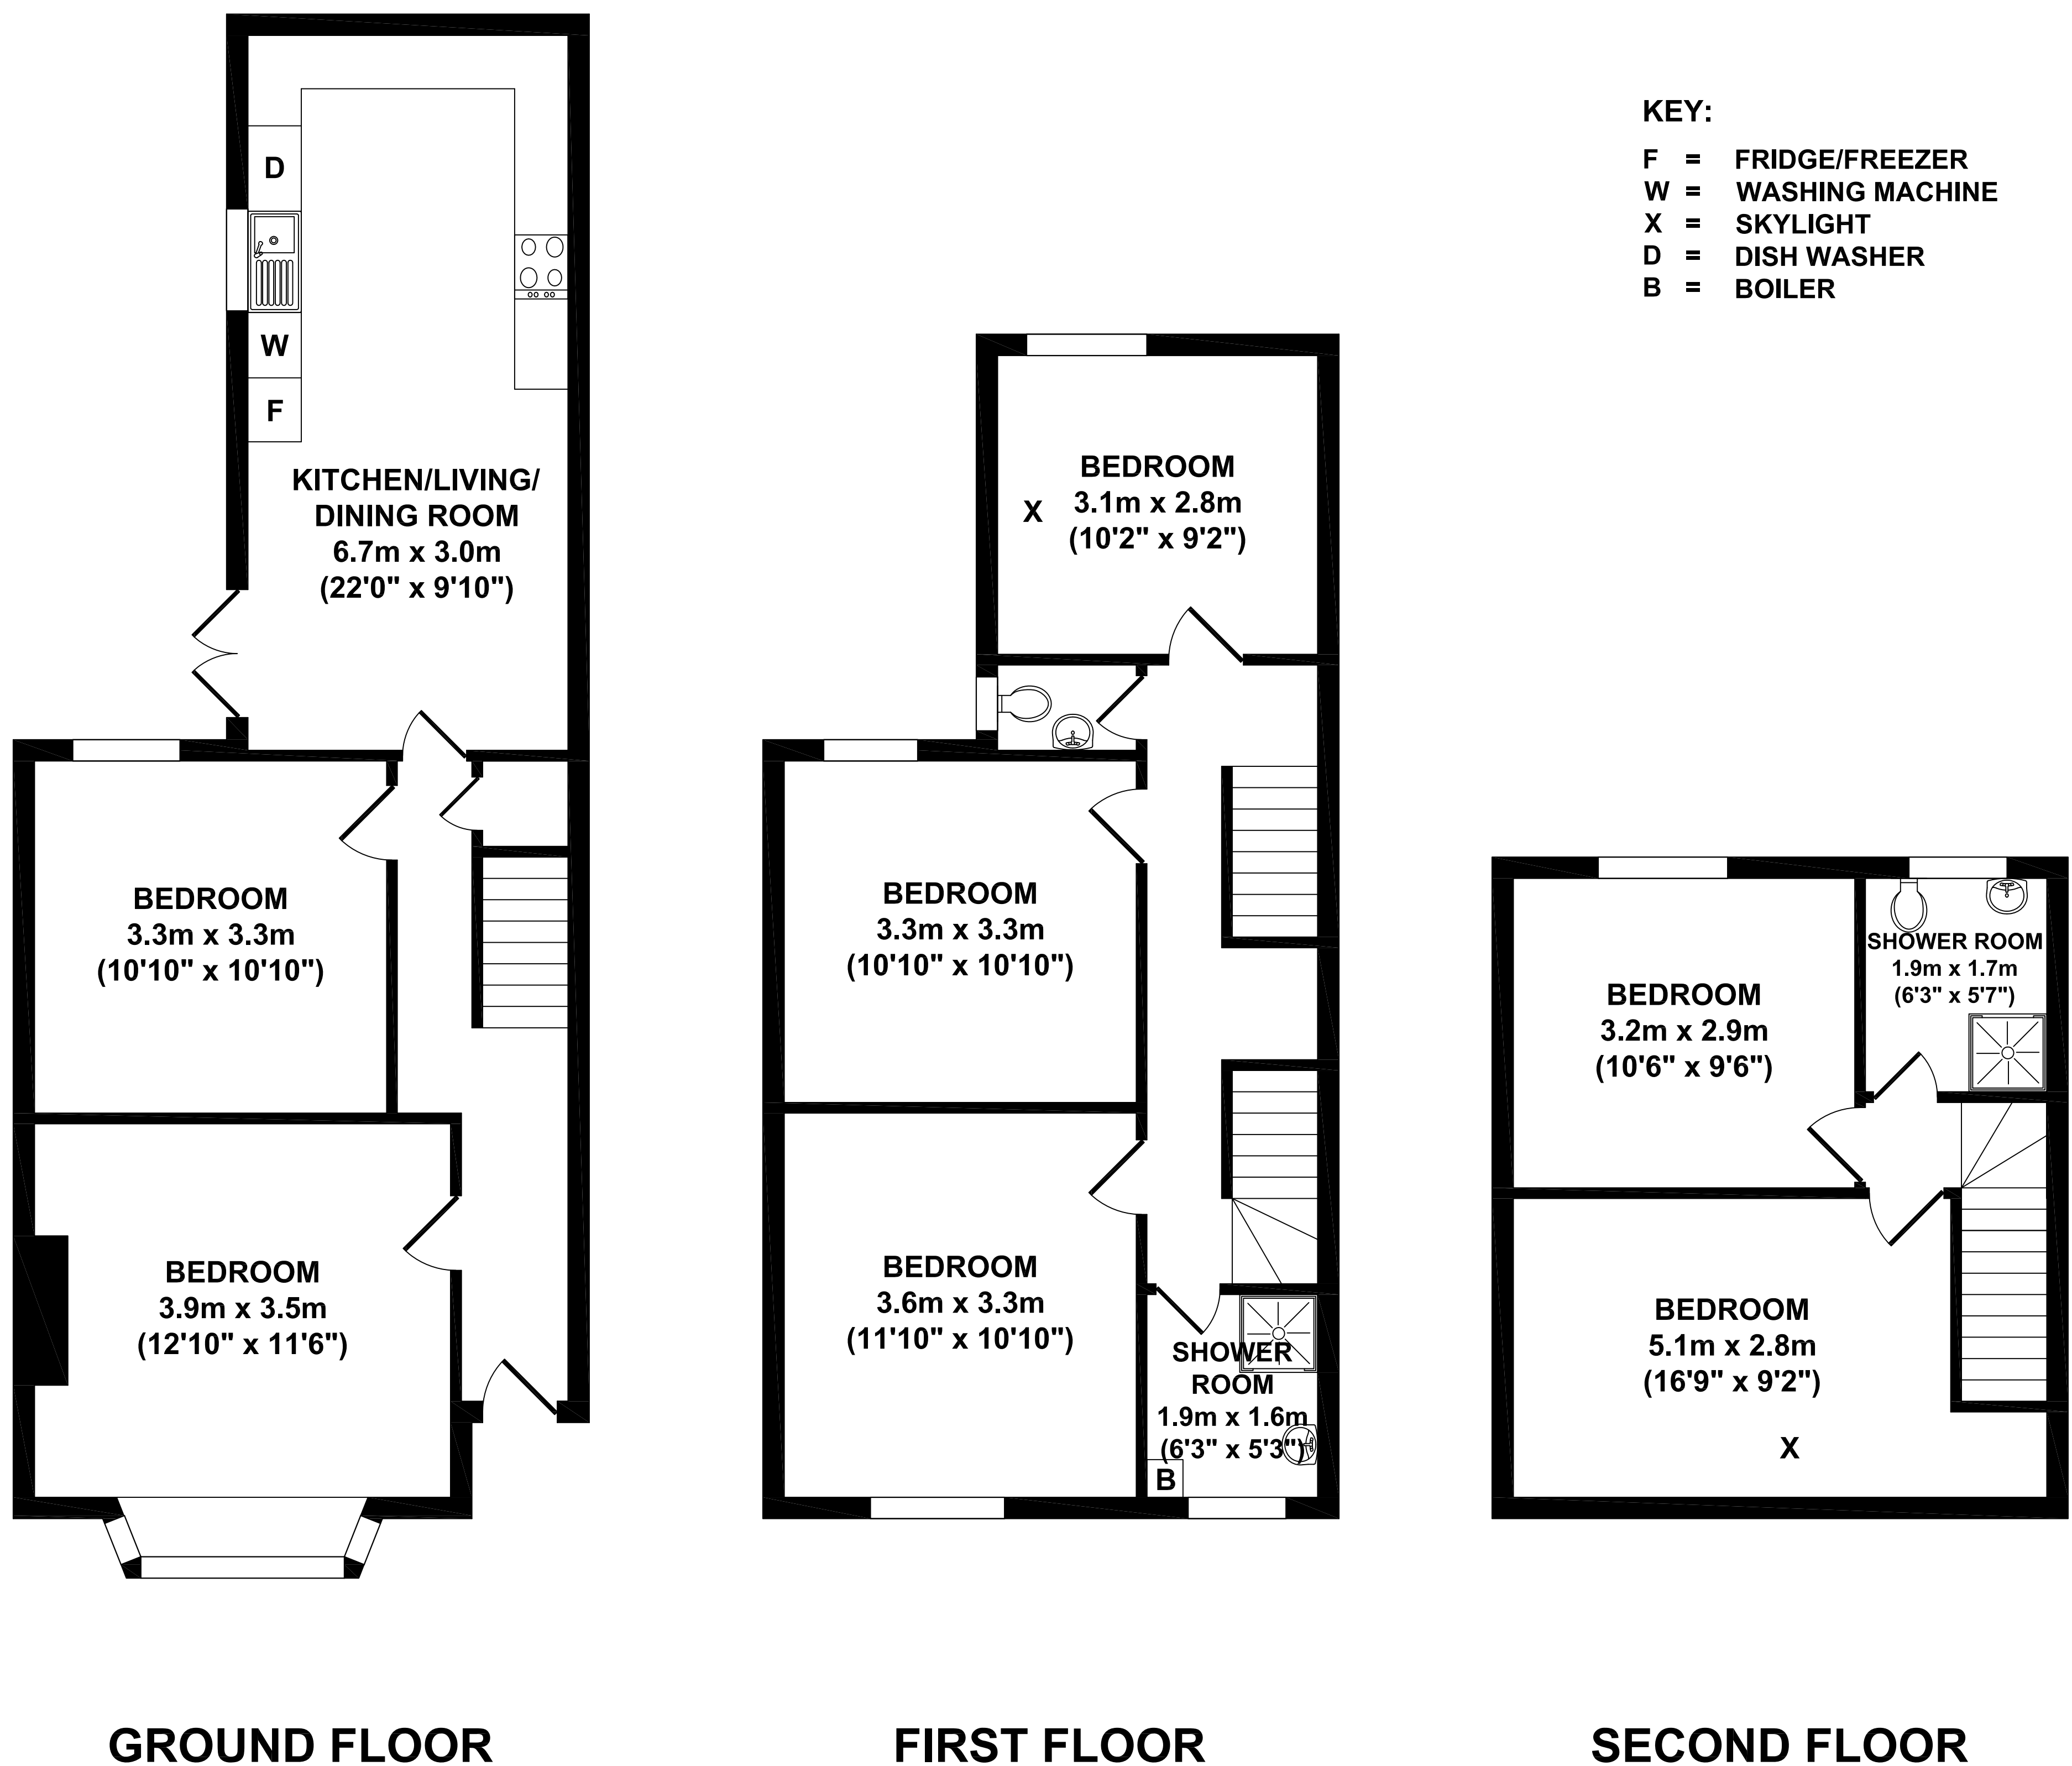 KEY:
F = FRIDGE/FREEZER
W = WASHING MACHINE
X = SKYLIGHT
D = DISH WASHER
B = BOILER
D
W
F
KITCHEN/LIVING/
DINING ROOM
6.7m x 3.0m
(22'0" x 9'10")
BEDROOM
3.3m x 3.3m
(10'10" x 10'10")
BEDROOM
3.9m x 3.5m
(12'10" x 11'6")
GROUND FLOOR
BEDROOM
3.1m x 2.8m
(10'2" x 9'2")
X
BEDROOM
3.3m x 3.3m
(10'10" x 10'10")
BEDROOM
3.6m x 3.3m
(11'10" x 10'10")
SHOWER
ROOM
1.9m x 1.6m
(6'3" x 5'3")
B
FIRST FLOOR
SHOWER ROOM
1.9m x 1.7m
(6'3" x 5'7")
BEDROOM
3.2m x 2.9m
(10'6" x 9'6")
BEDROOM
5.1m x 2.8m
(16'9" x 9'2")
X
SECOND FLOOR